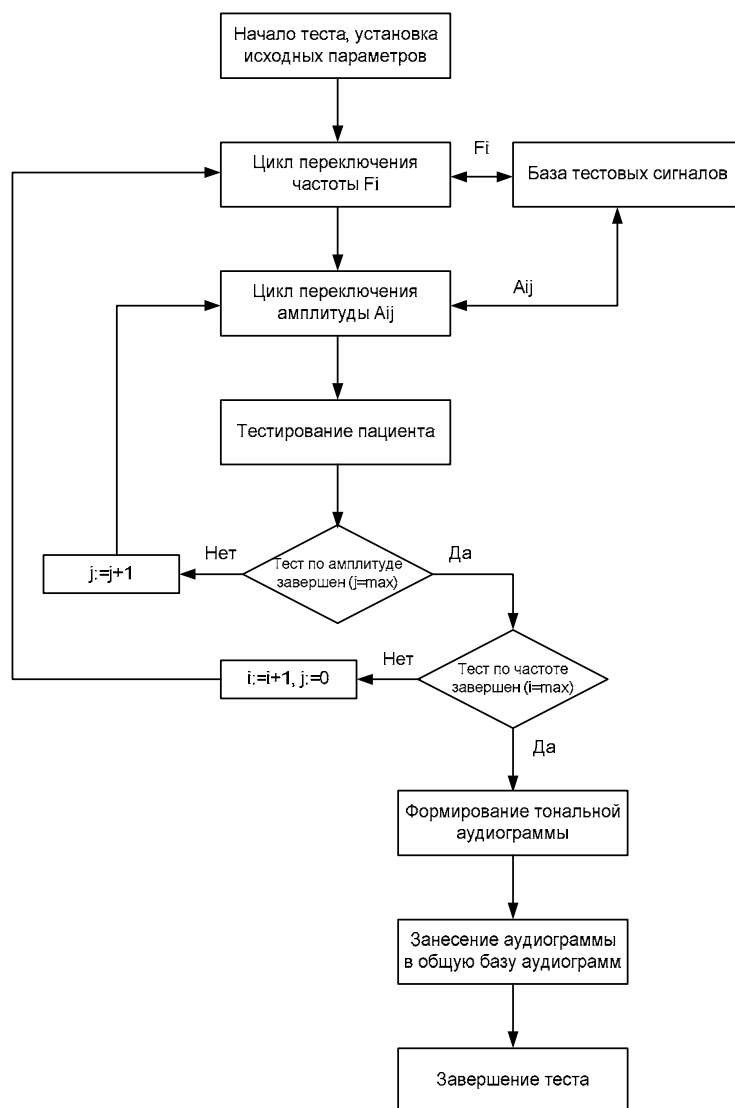 Начало теста, установка
исходных параметров
Цикл переключения
частоты Fi
Fi
База тестовых сигналов
Цикл переключения
амплитуды Aij
Aij
Тестирование пациента
Тест по амплитуде
завершен (j=max)
Нет
Да
j:=j+1
Тест по частоте
завершен (i=max)
Нет
i:=i+1, j:=0
Да
Формирование тональной
аудиограммы
Занесение аудиограммы
в общую базу аудиограмм
Завершение теста